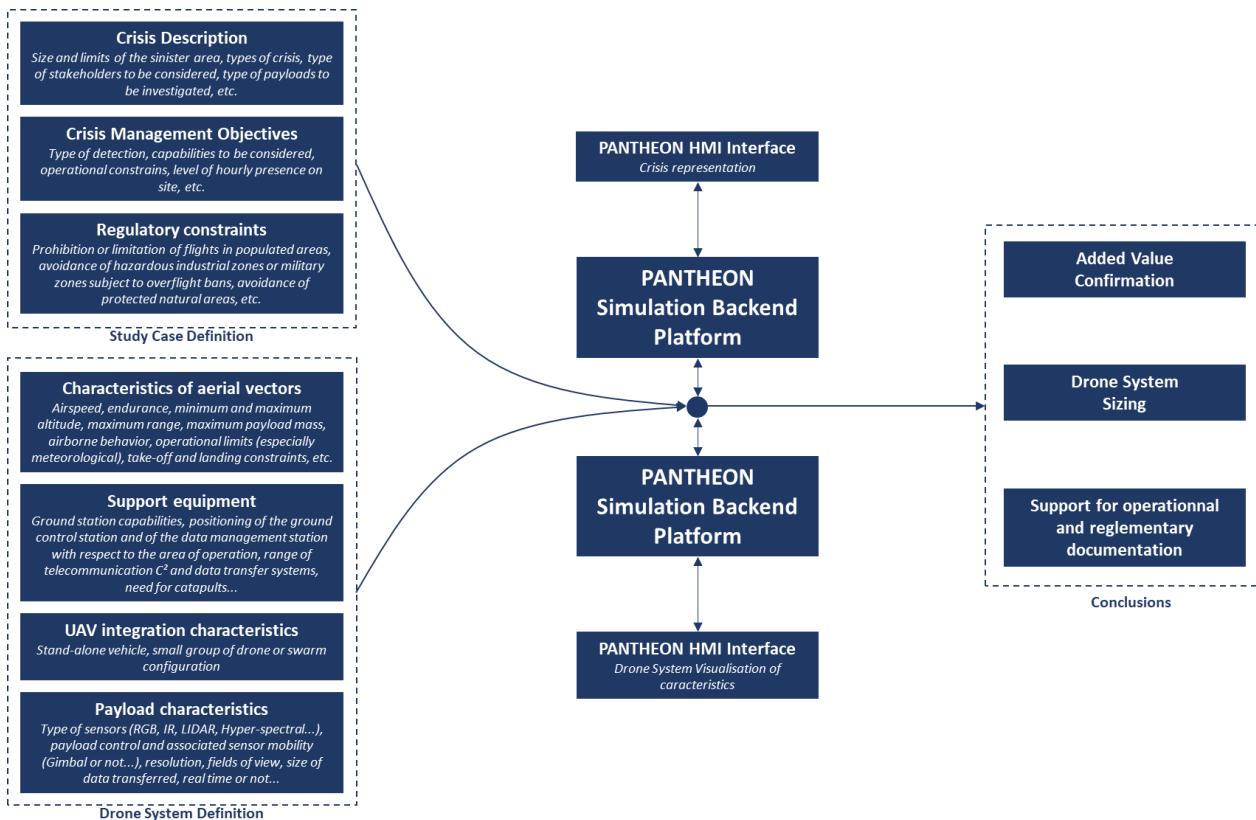 Crisis Description
Size and limits of the sinister area, types of crisis, type
of stakeholders to be considered, type of payloads to
be investigated, etc.
Crisis Management Objectives
Type of detection, capabilities to be considered,
operational constrains, level of hourly presence on
site, etc.
Regulatory constraints
Prohibition or limitation of flights in populated areas,
avoidance of hazardous industrial zones or military
zones subject to overflight bans, avoidance of
protected natural areas, etc.
Study Case Definition
Characteristics of aerial vectors
Airspeed, endurance, minimum and maximum
altitude, maximum range, maximum payload mass,
airborne behavior, operational limits (especially
meteorological), take-off and landing constraints, etc.
Support equipment
Ground station capabilities, positioning of the ground
control station and of the data management station
with respect to the area of operation, range of
telecommunication C² and data transfer systems,
need for catapults...
UAV integration characteristics
Stand-alone vehicle, small group of drone or swarm
configuration
Payload characteristics
Type of sensors (RGB, IR, LIDAR, Hyper-spectral...),
payload control and associated sensor mobility
(Gimbal or not...), resolution, fields of view, size of
data transferred, real time or not...
Drone System Definition
PANTHEON HMI Interface
Crisis representation
PANTHEON
Simulation Backend
Platform
PANTHEON
Simulation Backend
Platform
PANTHEON HMI Interface
Drone System Visualisation of
caracteristics
Added Value
Confirmation
Drone System
Sizing
Support for operationnal
and reglementary
documentation
Conclusions